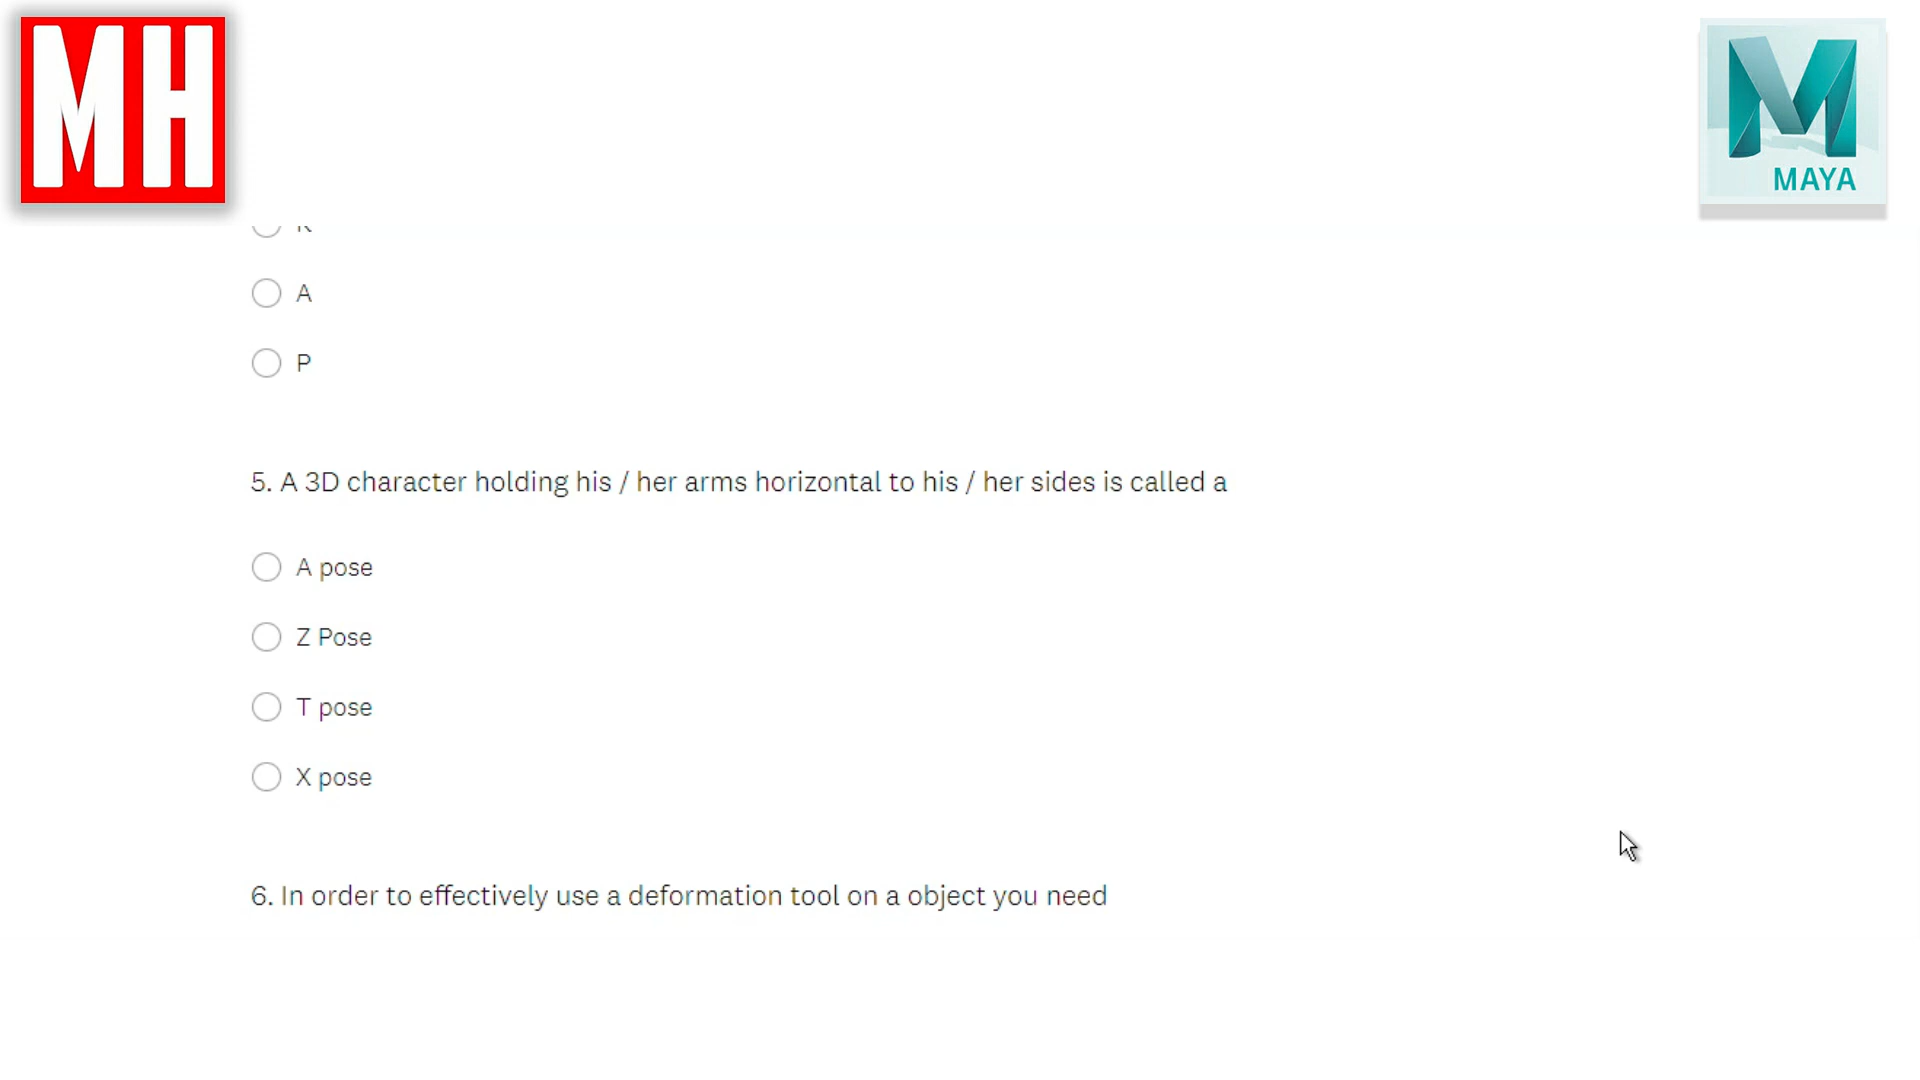 MH
MAYA
A
P
5. A 3D character holding his / her arms horizontal to his / her sides is called a
A pose
Z Pose
T pose
X pose
6. In order to effectively use a deformation tool on a object you need